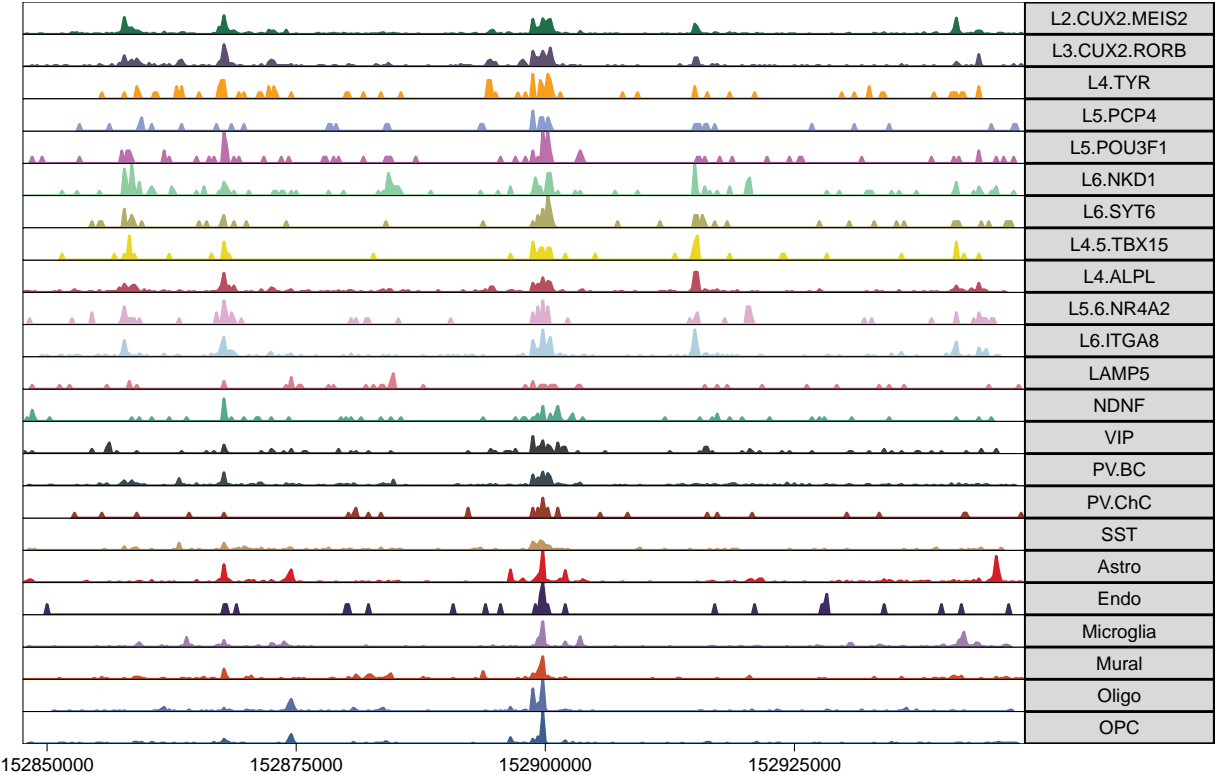 L2.CUX2.MEIS2
L3.CUX2.RORB
L4.TYR
L5.PCP4
L5.POU3F1
L6.NKD1
L6.SYT6
L4.5.TBX15
L4.ALPL
L5.6.NR4A2
L6.ITGA8
LAMP5
NDNF
VIP
PV.BC
PV.ChC
SST
Astro
Endo
Microglia
Mural
Oligo
OPC
152850000 152875000 152900000 152925000